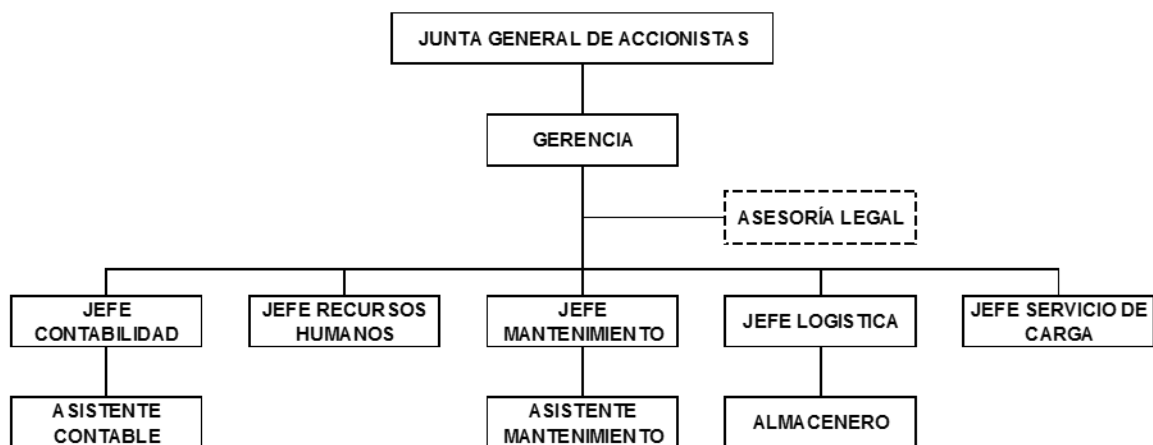 JUNTA GENERAL DE ACCIONISTAS
GERENCIA
ASESORÍA LEGAL
JEFE
CONTABILIDAD
JEFE RECURSOS
HUMANOS
JEFE
MANTENIMIENTO
JEFE LOGISTICA
JEFE SERVICIO DE
CARGA
ASISTENTE
CONTABLE
ASISTENTE
MANTENIMIENTO
ALMACENERO